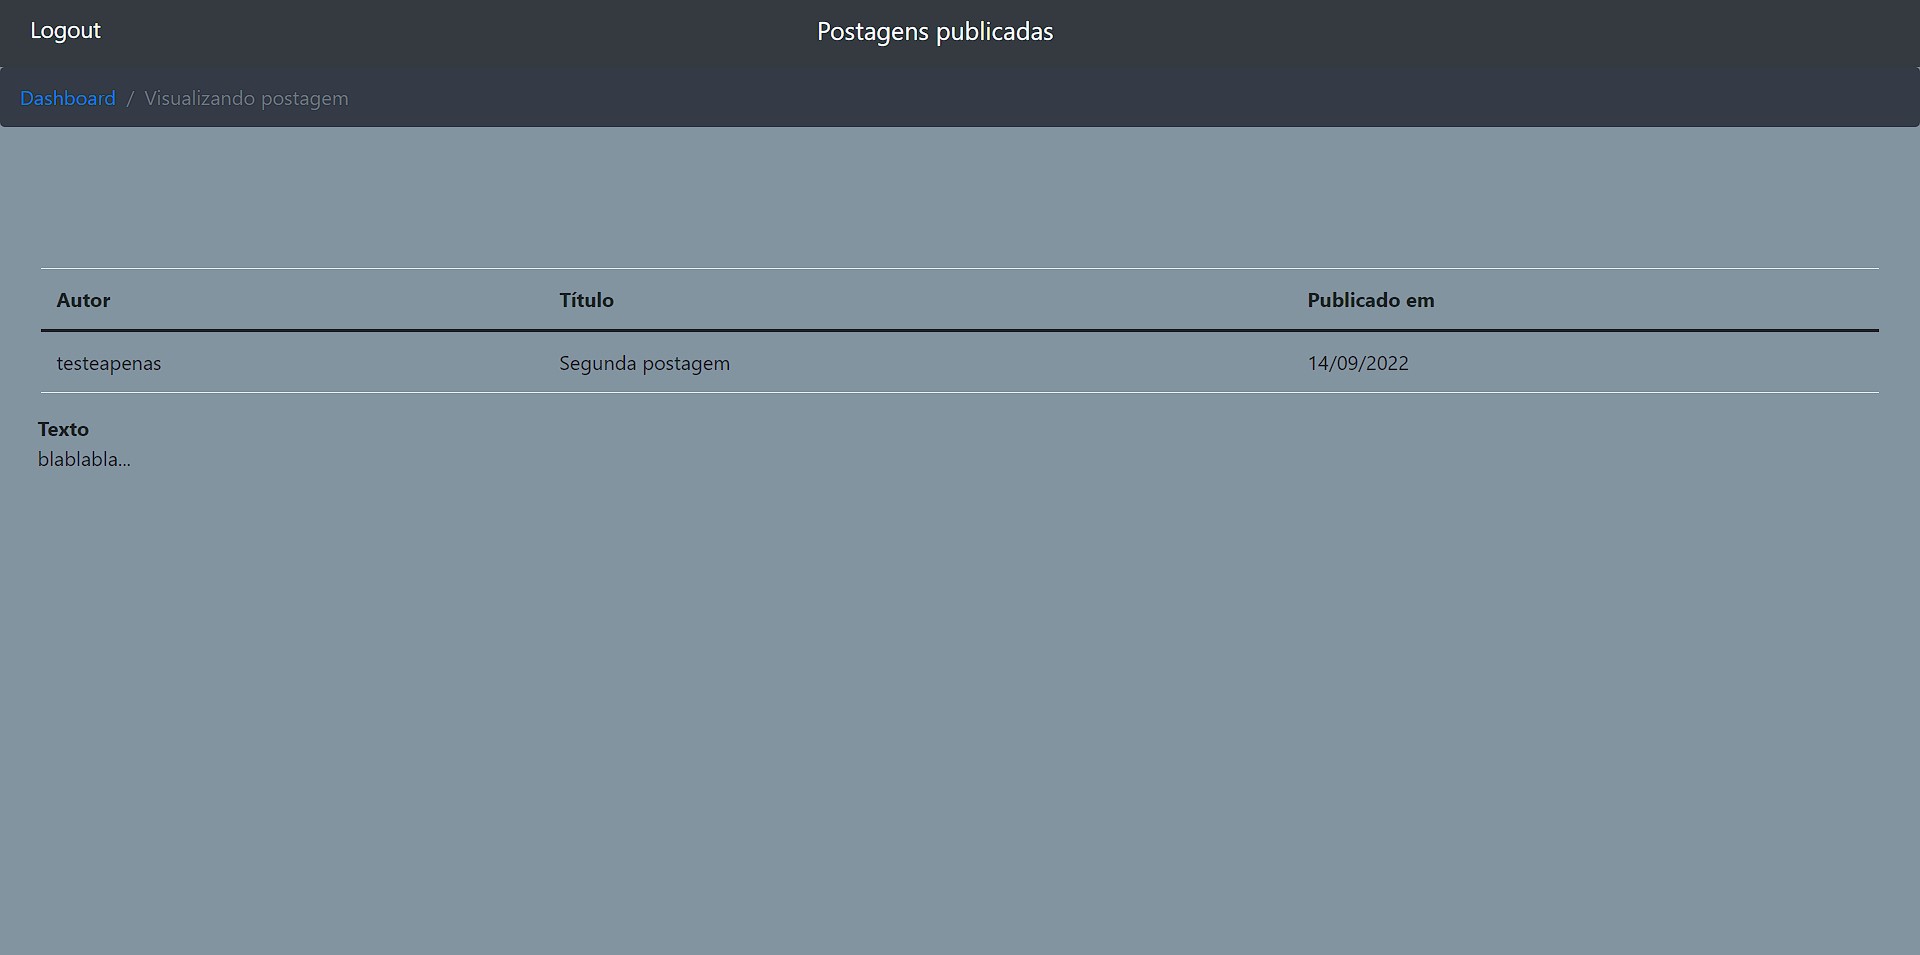 Logout Postagens publicadas
Dashboard / Visualizando postagem
Autor Título Publicado em
testeapenas Segunda postagem 14/09/2022
Texto
blablabla...